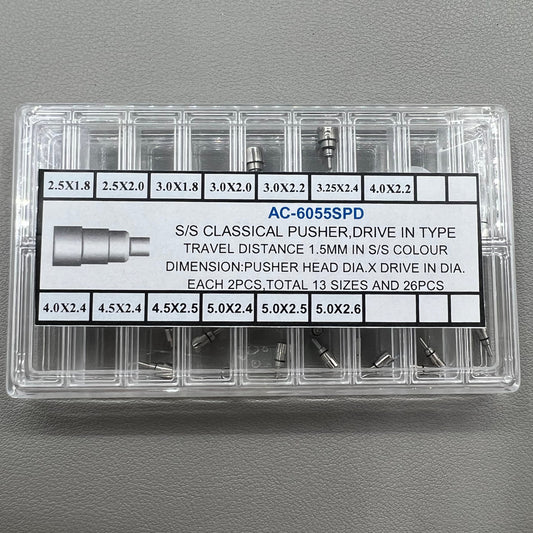 2.5X1.8 2.5X2.0 3.0X1.8 3.0X2.0 3.0X2.2 3.25X2.4 4.0X2.2
AC-6055SPD
S/S CLASSICAL PUSHER,DRIVE IN TYPE
TRAVEL DISTANCE 1.5MM IN S/S COLOUR
DIMENSION:PUSHER HEAD DIA.X DRIVE IN DIA.
EACH 2PCS,TOTAL 13 SIZES AND 26PCS
4.0X2.4 4.5X2.4 4.5X2.5 5.0X2.4 5.0X2.5 5.0X2.6